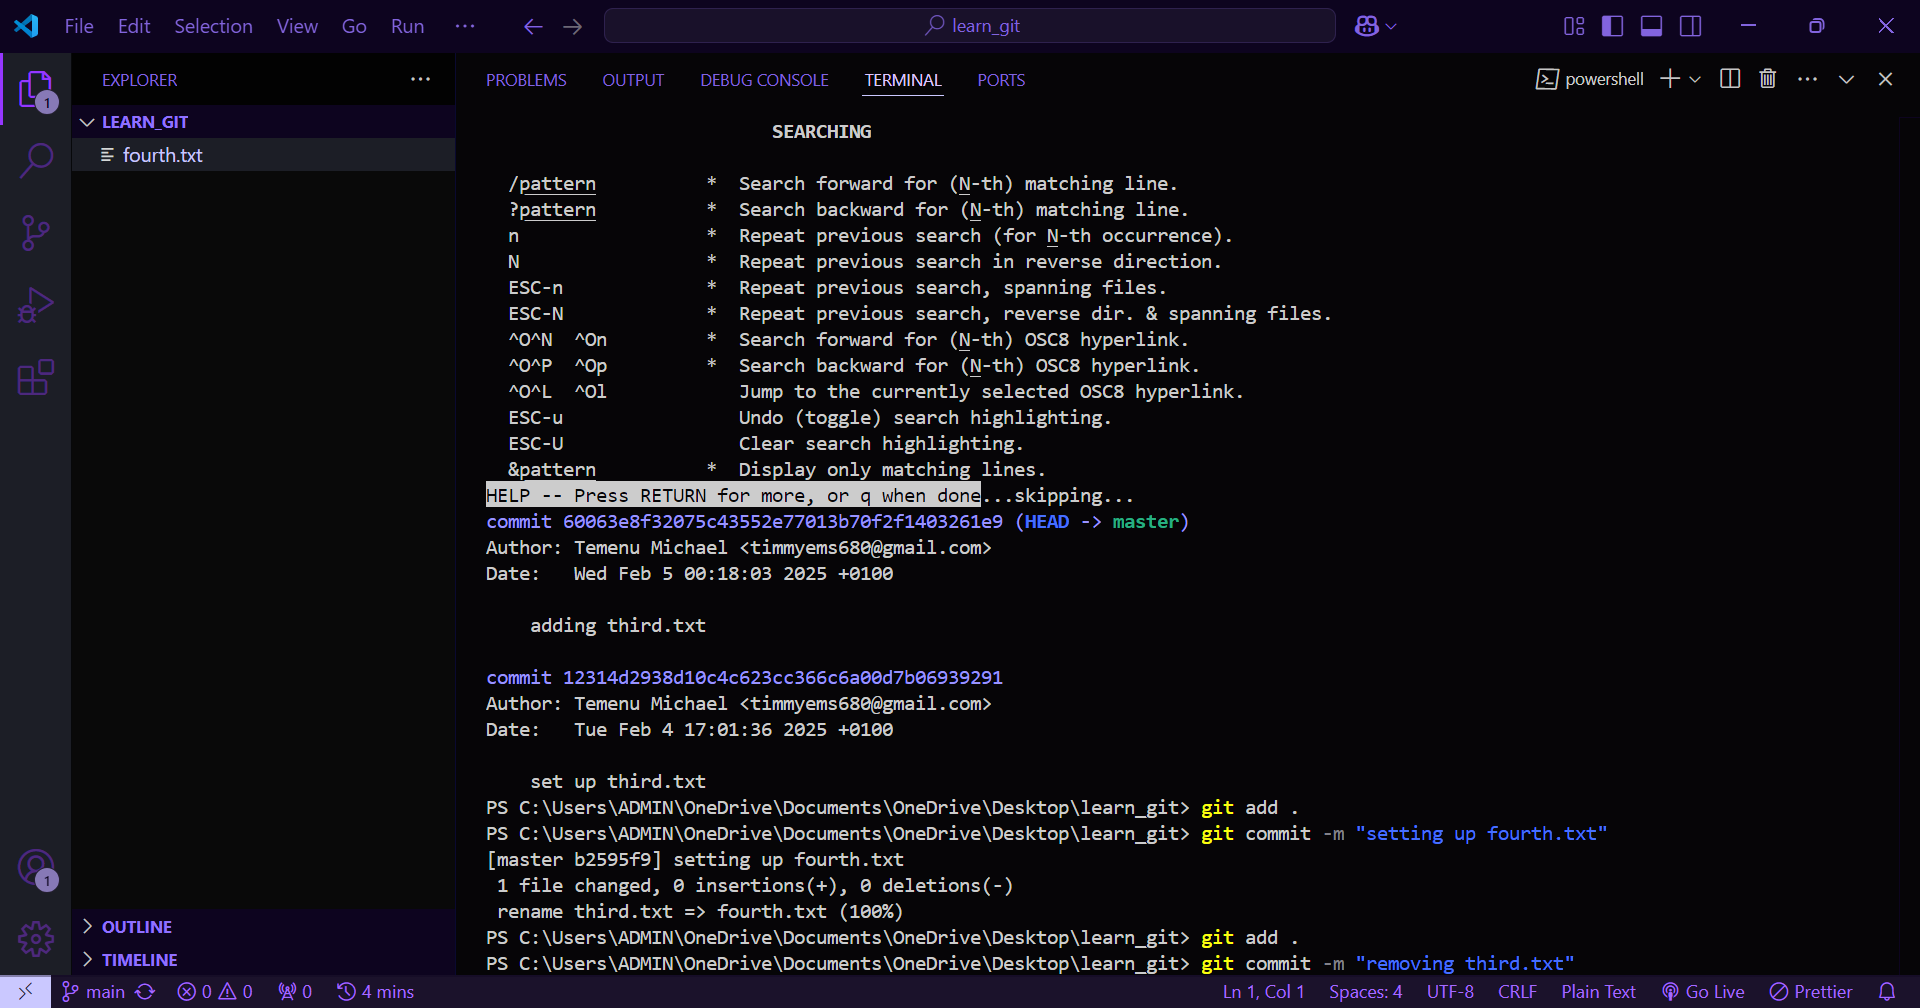 File Edit Selection View Go Run ··· learn_git
EXPLORER ···
LEARN_GIT
fourth.txt
OUTLINE
TIMELINE
1
1
PROBLEMS OUTPUT DEBUG CONSOLE TERMINAL PORTS powershell ···
SEARCHING
/pattern * Search forward for (N-th) matching line.
?pattern * Search backward for (N-th) matching line.
n * Repeat previous search (for N-th occurrence).
N * Repeat previous search in reverse direction.
ESC-n * Repeat previous search, spanning files.
ESC-N * Repeat previous search, reverse dir. & spanning files.
^O^N ^On * Search forward for (N-th) OSC8 hyperlink.
^O^P ^Op * Search backward for (N-th) OSC8 hyperlink.
^O^L ^Ol Jump to the currently selected OSC8 hyperlink.
ESC-u Undo (toggle) search highlighting.
ESC-U Clear search highlighting.
&pattern * Display only matching lines.
HELP -- Press RETURN for more, or q when done...skipping...
commit 60063e8f32075c43552e77013b70f2f1403261e9 (HEAD -> master)
Author: Temenu Michael <timmyems680@gmail.com>
Date: Wed Feb 5 00:18:03 2025 +0100
adding third.txt
commit 12314d2938d10c4c623cc366c6a00d7b06939291
Author: Temenu Michael <timmyems680@gmail.com>
Date: Tue Feb 4 17:01:36 2025 +0100
set up third.txt
PS C:\Users\ADMIN\OneDrive\Documents\OneDrive\Desktop\learn_git> git add .
PS C:\Users\ADMIN\OneDrive\Documents\OneDrive\Desktop\learn_git> git commit -m "setting up fourth.txt"
[master b2595f9] setting up fourth.txt
1 file changed, 0 insertions(+), 0 deletions(-)
rename third.txt => fourth.txt (100%)
PS C:\Users\ADMIN\OneDrive\Documents\OneDrive\Desktop\learn_git> git add .
PS C:\Users\ADMIN\OneDrive\Documents\OneDrive\Desktop\learn_git> git commit -m "removing third.txt"
main 0 0 0 4 mins Ln 1, Col 1 Spaces: 4 UTF-8 CRLF Plain Text Go Live Prettier